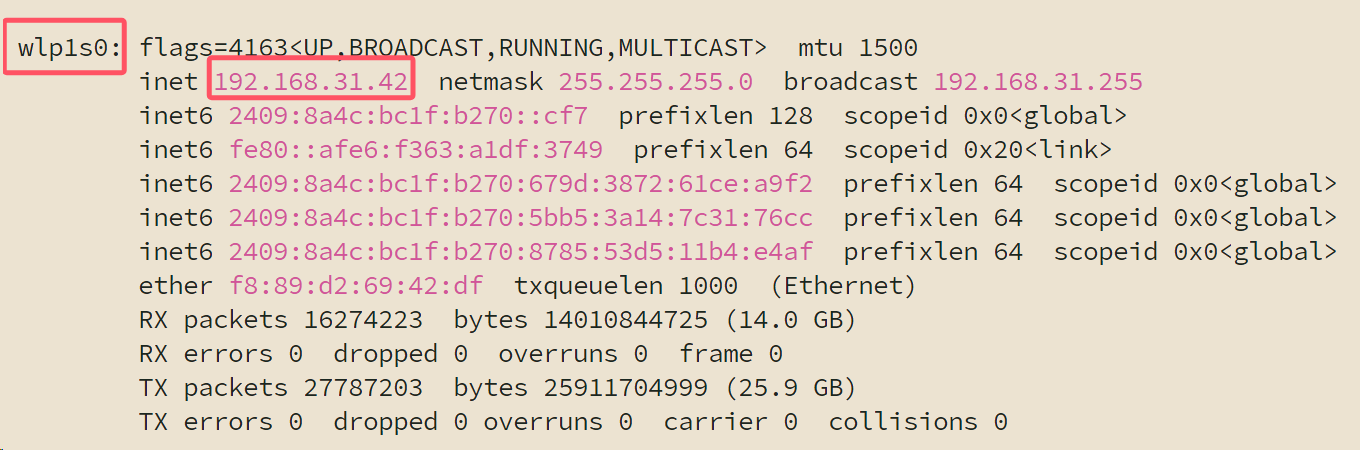 wlp1s0: flags=4163<UP,BROADCAST,RUNNING,MULTICAST>  mtu 1500
inet 192.168.31.42  netmask 255.255.255.0  broadcast 192.168.31.255
inet6 2409:8a4c:bc1f:b270::cf7  prefixlen 128  scopeid 0x0<global>
inet6 fe80::afe6:f363:a1df:3749  prefixlen 64  scopeid 0x20<link>
inet6 2409:8a4c:bc1f:b270:679d:3872:61ce:a9f2  prefixlen 64  scopeid 0x0<global>
inet6 2409:8a4c:bc1f:b270:5bb5:3a14:7c31:76cc  prefixlen 64  scopeid 0x0<global>
inet6 2409:8a4c:bc1f:b270:8785:53d5:11b4:e4af  prefixlen 64  scopeid 0x0<global>
ether f8:89:d2:69:42:df  txqueuelen 1000  (Ethernet)
RX packets 16274223  bytes 14010844725 (14.0 GB)
RX errors 0  dropped 0  overruns 0  frame 0
TX packets 27787203  bytes 25911704999 (25.9 GB)
TX errors 0  dropped 0 overruns 0  carrier 0  collisions 0